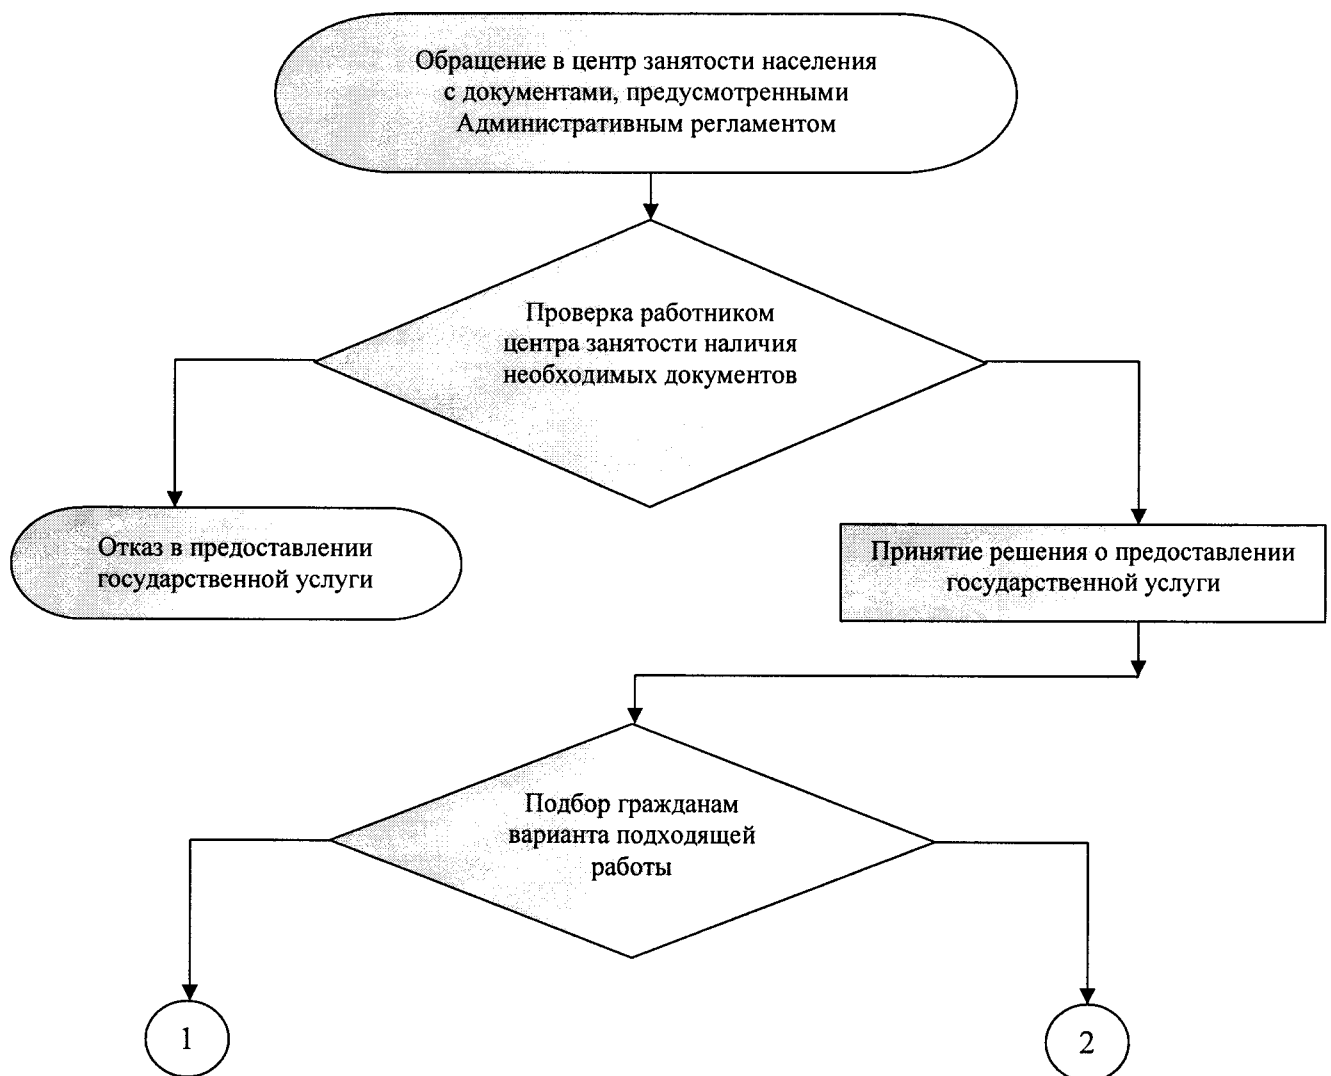 Обращение в центр занятости населения
с документами, предусмотренными
Административным регламентом
Проверка работником
центра занятости наличия
необходимых документов
Отказ в предоставлении
государственной услуги
Принятие решения о предоставлении
государственной услуги
Подбор гражданам
варианта подходящей
работы
1
2